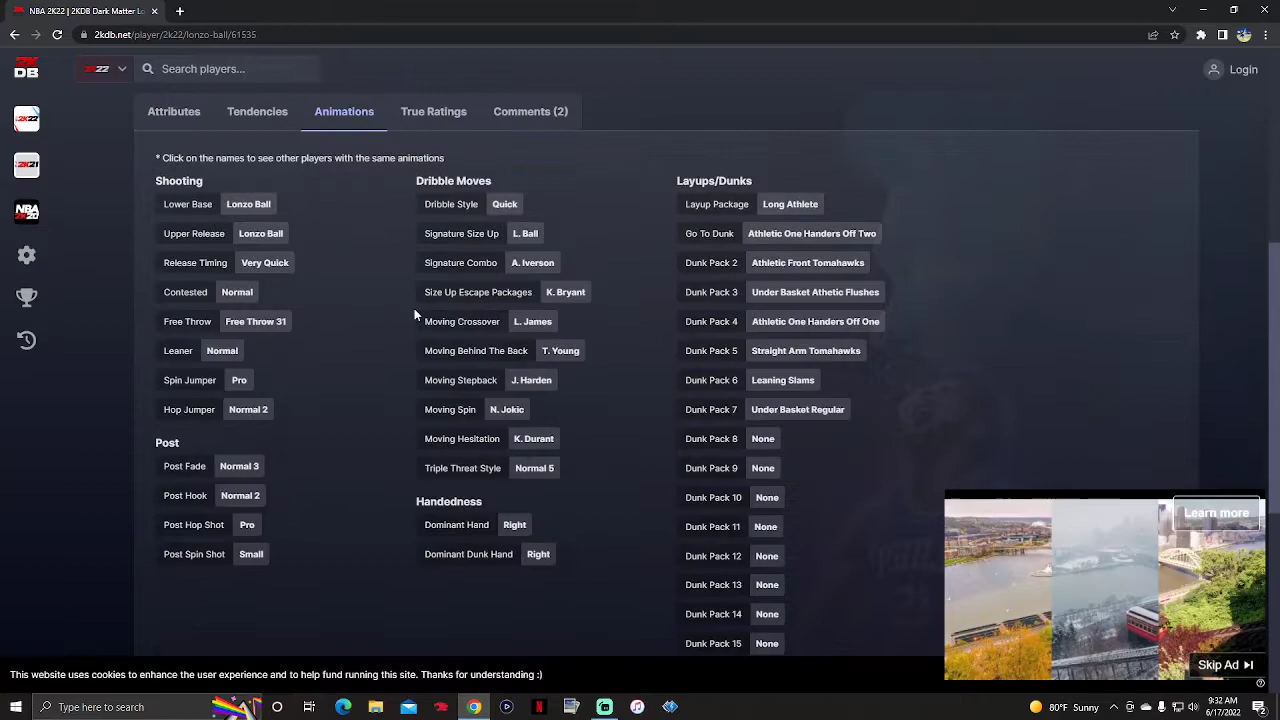 NBA 2K22 | 2KDB Dark Matter Lo
2kdb.net/player/2k22/lonzo-ball/61535
2K DB
2K22
Search players...
Login
2K22
2K21
NBA 2K20
Attributes
Tendencies
Animations
True Ratings
Comments (2)
* Click on the names to see other players with the same animations
Shooting
Lower Base Lonzo Ball
Upper Release Lonzo Ball
Release Timing Very Quick
Contested Normal
Free Throw Free Throw 31
Leaner Normal
Spin Jumper Pro
Hop Jumper Normal 2
Post
Post Fade Normal 3
Post Hook Normal 2
Post Hop Shot Pro
Post Spin Shot Small
Dribble Moves
Dribble Style Quick
Signature Size Up L. Ball
Signature Combo A. Iverson
Size Up Escape Packages K. Bryant
Moving Crossover L. James
Moving Behind The Back T. Young
Moving Stepback J. Harden
Moving Spin N. Jokic
Moving Hesitation K. Durant
Triple Threat Style Normal 5
Handedness
Dominant Hand Right
Dominant Dunk Hand Right
Layups/Dunks
Layup Package Long Athlete
Go To Dunk Athletic One Handers Off Two
Dunk Pack 2 Athletic Front Tomahawks
Dunk Pack 3 Under Basket Athetic Flushes
Dunk Pack 4 Athletic One Handers Off One
Dunk Pack 5 Straight Arm Tomahawks
Dunk Pack 6 Leaning Slams
Dunk Pack 7 Under Basket Regular
Dunk Pack 8 None
Dunk Pack 9 None
Dunk Pack 10 None
Dunk Pack 11 None
Dunk Pack 12 None
Dunk Pack 13 None
Dunk Pack 14 None
Dunk Pack 15 None
Learn more
Skip Ad
This website uses cookies to enhance the user experience and to help fund running this site. Thanks for understanding :)
Type here to search
80°F Sunny
9:32 AM
6/17/2022